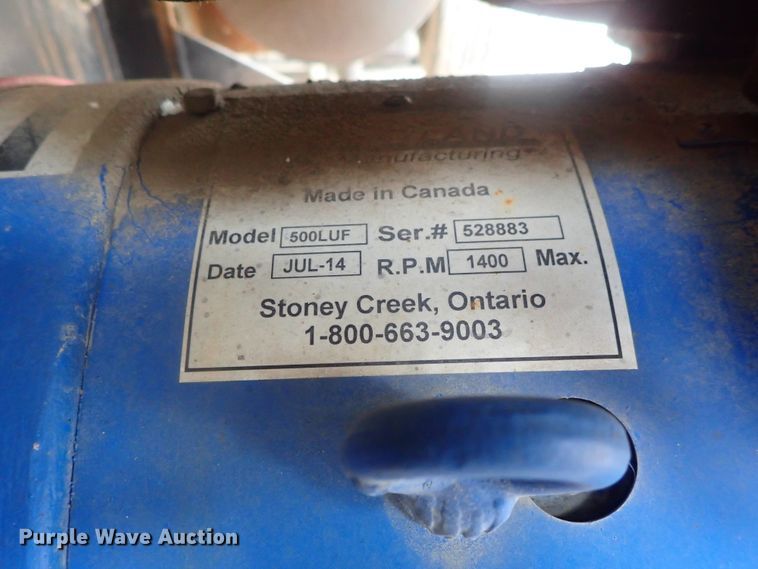 Manufacturing
Made in Canada
Model 500LUF Ser.# 528883
Date JUL-14 R.P.M 1400 Max.
Stoney Creek, Ontario
1-800-663-9003
Purple Wave Auction®